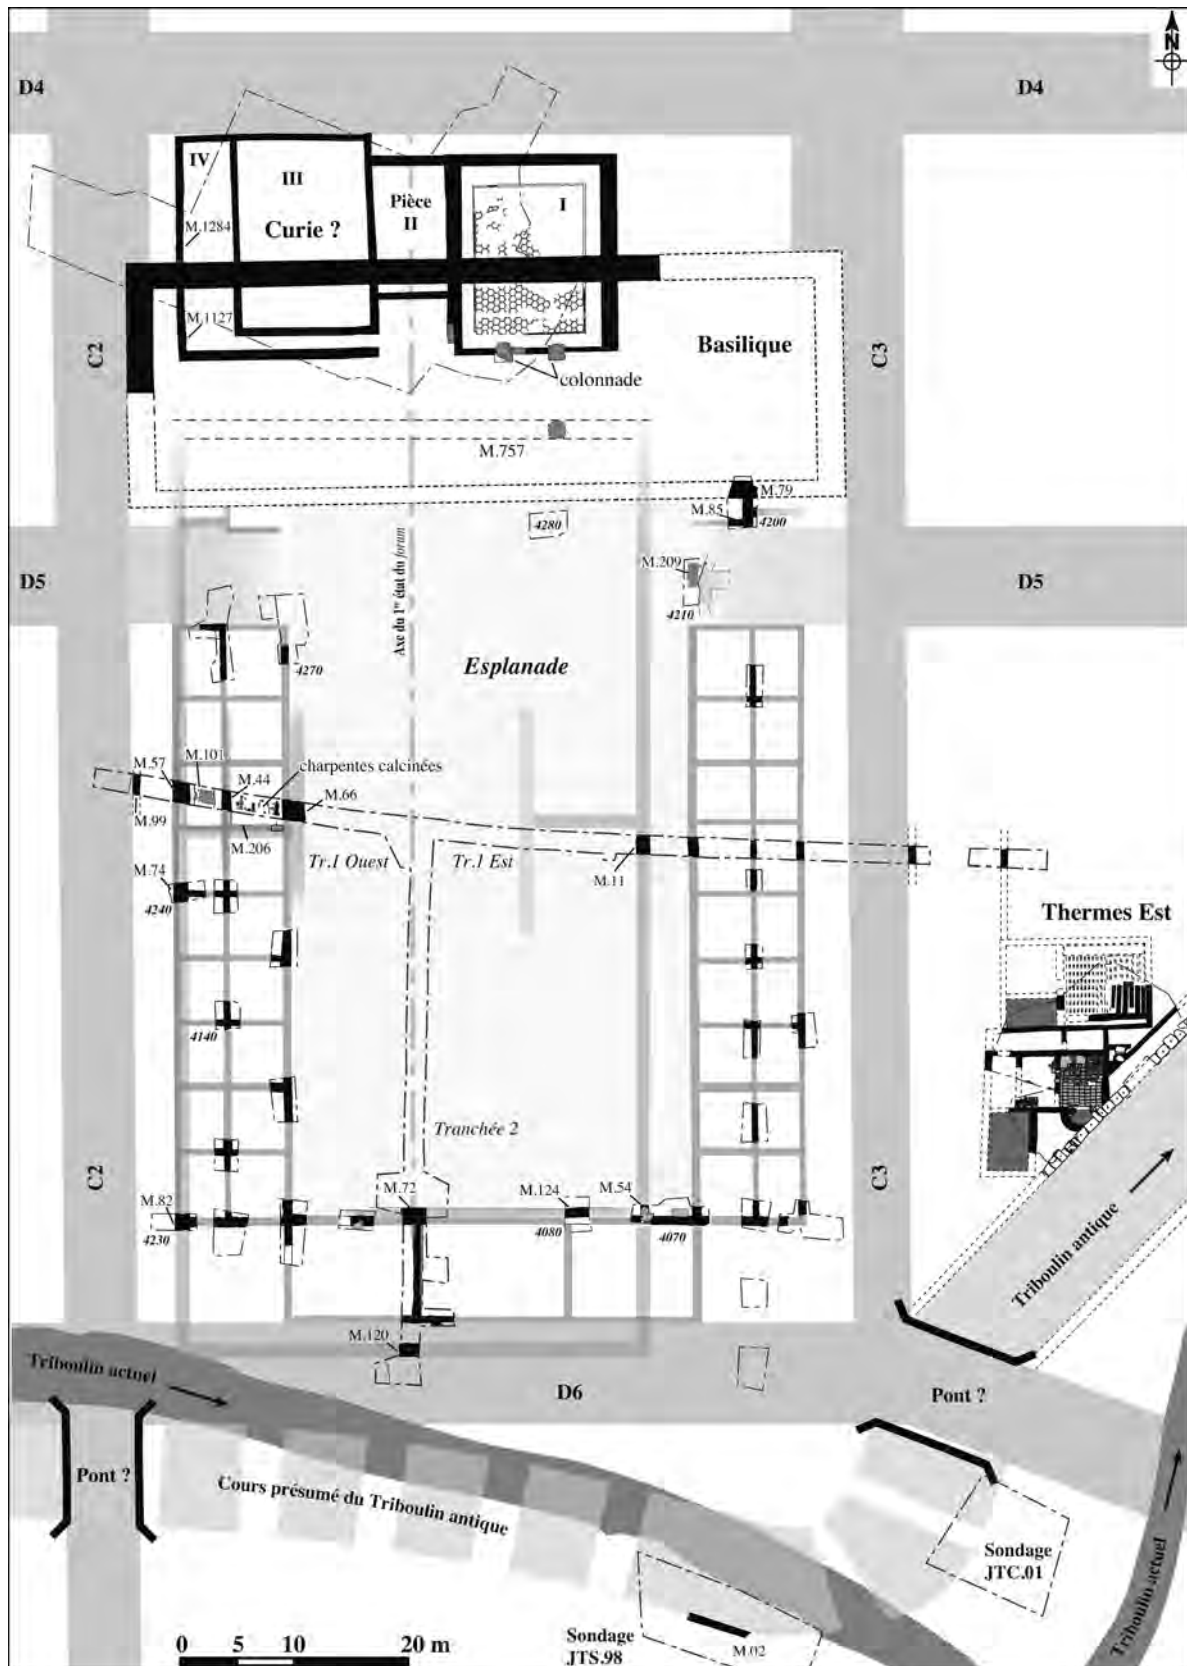 N
D4
D4
IV
III
Pièce
II
I
M.1284
Curie ?
M.1127
C2
Basilique
C3
colonnade
M.757
M.79
M.85
4200
4280
D5
M.209
D5
4210
Axe du 1er état du forum
Esplanade
4270
M.57
M.101
M.44
charpentes calcinées
M.66
M.99
M.206
Tr.1 Ouest
Tr.1 Est
M.11
M.74
4240
Thermes Est
4140
Tranchée 2
C2
C3
M.82
M.72
M.124
M.54
4230
4080
4070
Triboulin antique
M.120
Triboulin actuel
D6
Pont ?
Pont ?
Cours présumé du Triboulin antique
Sondage
JTC.01
Triboulin actuel
0 5 10 20 m
Sondage
JTS.98
M.02